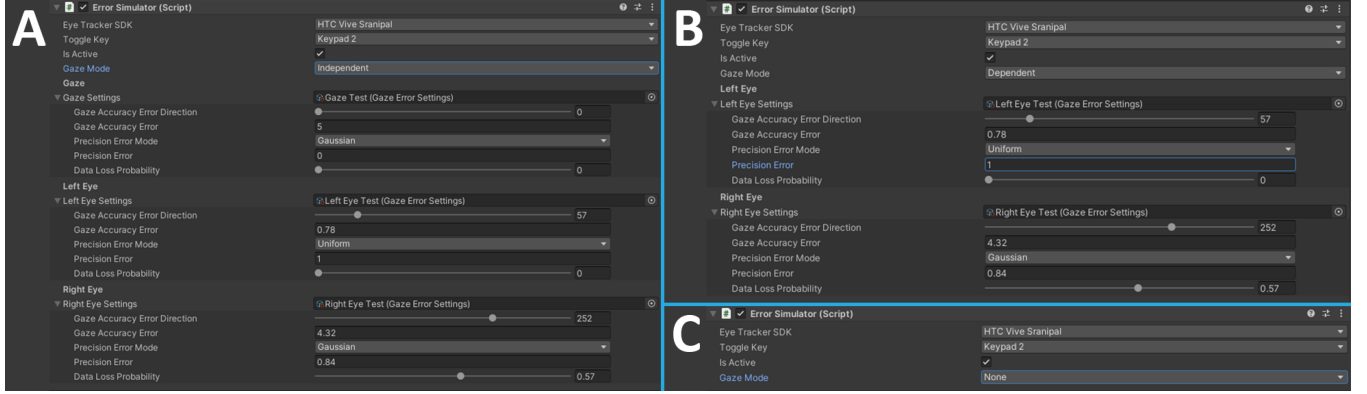 A
Error Simulator (Script)
Eye Tracker SDK HTC Vive Sranipal
Toggle Key Keypad 2
Is Active
Gaze Mode Independent
Gaze
Gaze Settings Gaze Test (Gaze Error Settings)
Gaze Accuracy Error Direction 0
Gaze Accuracy Error 5
Precision Error Mode Gaussian
Precision Error 0
Data Loss Probability 0
Left Eye
Left Eye Settings Left Eye Test (Gaze Error Settings)
Gaze Accuracy Error Direction 57
Gaze Accuracy Error 0.78
Precision Error Mode Uniform
Precision Error 1
Data Loss Probability 0
Right Eye
Right Eye Settings Right Eye Test (Gaze Error Settings)
Gaze Accuracy Error Direction 252
Gaze Accuracy Error 4.32
Precision Error Mode Gaussian
Precision Error 0.84
Data Loss Probability 0.57
B
Error Simulator (Script)
Eye Tracker SDK HTC Vive Sranipal
Toggle Key Keypad 2
Is Active
Gaze Mode Dependent
Left Eye
Left Eye Settings Left Eye Test (Gaze Error Settings)
Gaze Accuracy Error Direction 57
Gaze Accuracy Error 0.78
Precision Error Mode Uniform
Precision Error 1
Data Loss Probability 0
Right Eye
Right Eye Settings Right Eye Test (Gaze Error Settings)
Gaze Accuracy Error Direction 252
Gaze Accuracy Error 4.32
Precision Error Mode Gaussian
Precision Error 0.84
Data Loss Probability 0.57
C
Error Simulator (Script)
Eye Tracker SDK HTC Vive Sranipal
Toggle Key Keypad 2
Is Active
Gaze Mode None